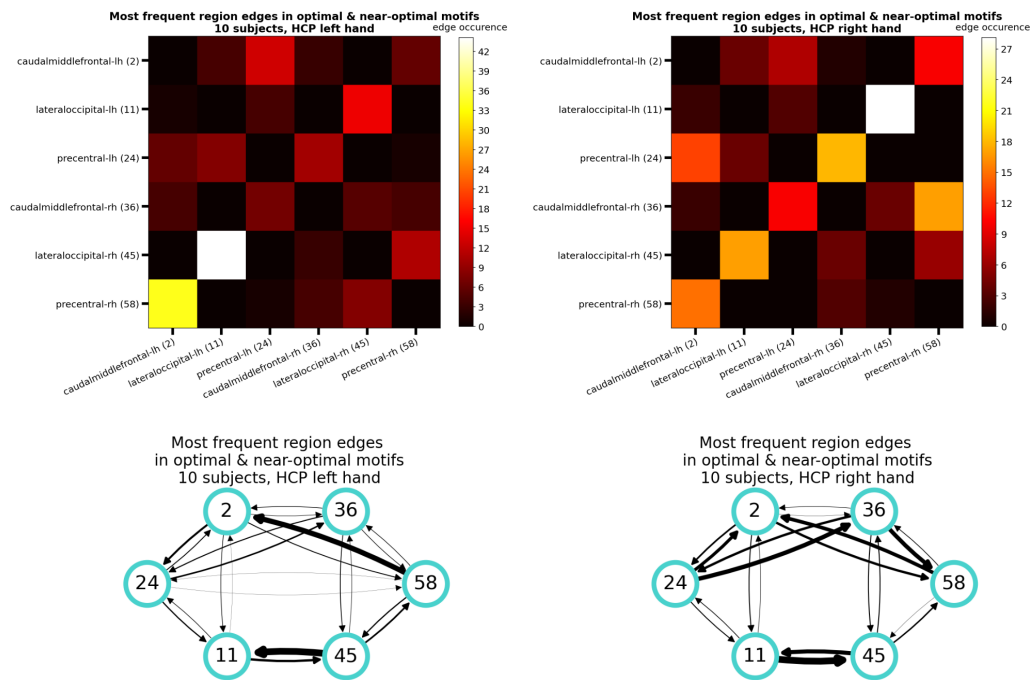 Most frequent region edges in optimal & near-optimal motifs
10 subjects, HCP left hand
edge occurence
caudalmiddlefrontal-lh (2)
lateraloccipital-lh (11)
precentral-lh (24)
caudalmiddlefrontal-rh (36)
lateraloccipital-rh (45)
precentral-rh (58)
42
39
36
33
30
27
24
21
18
15
12
9
6
3
0
caudalmiddlefrontal-lh (2)
lateraloccipital-lh (11)
precentral-lh (24)
caudalmiddlefrontal-rh (36)
lateraloccipital-rh (45)
precentral-rh (58)
Most frequent region edges in optimal & near-optimal motifs
10 subjects, HCP right hand
edge occurence
caudalmiddlefrontal-lh (2)
lateraloccipital-lh (11)
precentral-lh (24)
caudalmiddlefrontal-rh (36)
lateraloccipital-rh (45)
precentral-rh (58)
27
24
21
18
15
12
9
6
3
0
caudalmiddlefrontal-lh (2)
lateraloccipital-lh (11)
precentral-lh (24)
caudalmiddlefrontal-rh (36)
lateraloccipital-rh (45)
precentral-rh (58)
Most frequent region edges
in optimal & near-optimal motifs
10 subjects, HCP left hand
2
36
24
58
11
45
Most frequent region edges
in optimal & near-optimal motifs
10 subjects, HCP right hand
2
36
24
58
11
45